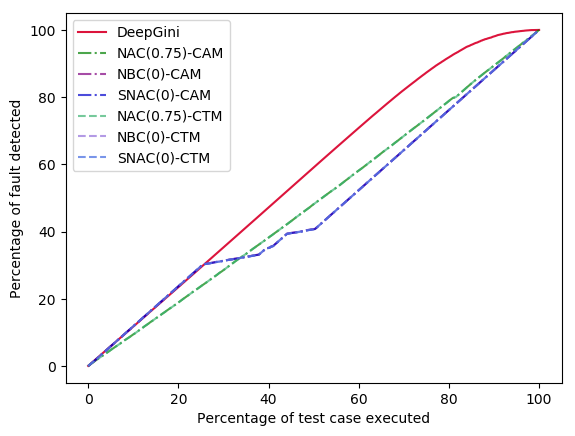 DeepGini
NAC(0.75)-CAM
NBC(0)-CAM
SNAC(0)-CAM
NAC(0.75)-CTM
NBC(0)-CTM
SNAC(0)-CTM
100
80
60
40
20
0
Percentage of fault detected
0 20 40 60 80 100
Percentage of test case executed